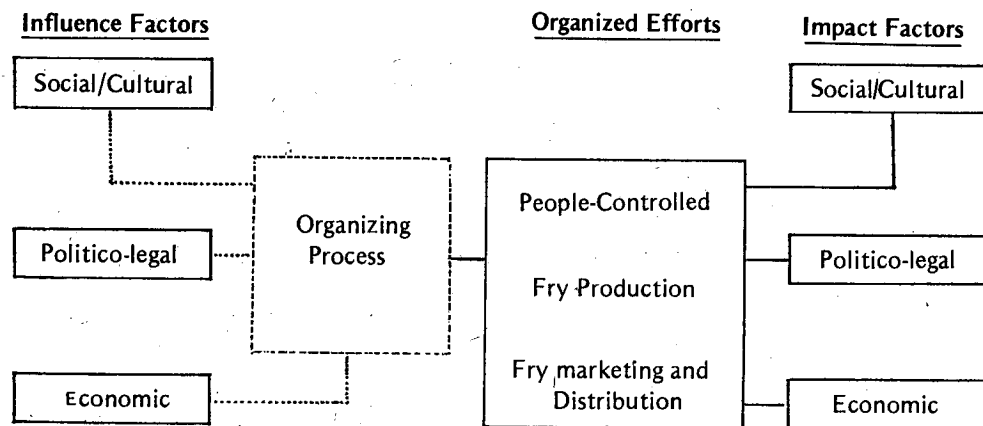 Influence Factors
Organized Efforts
Impact Factors
Social/Cultural
Social/Cultural
Organizing
Process
People-Controlled
Politico-legal
Fry Production
Politico-legal
Fry marketing and
Distribution
Economic
Economic